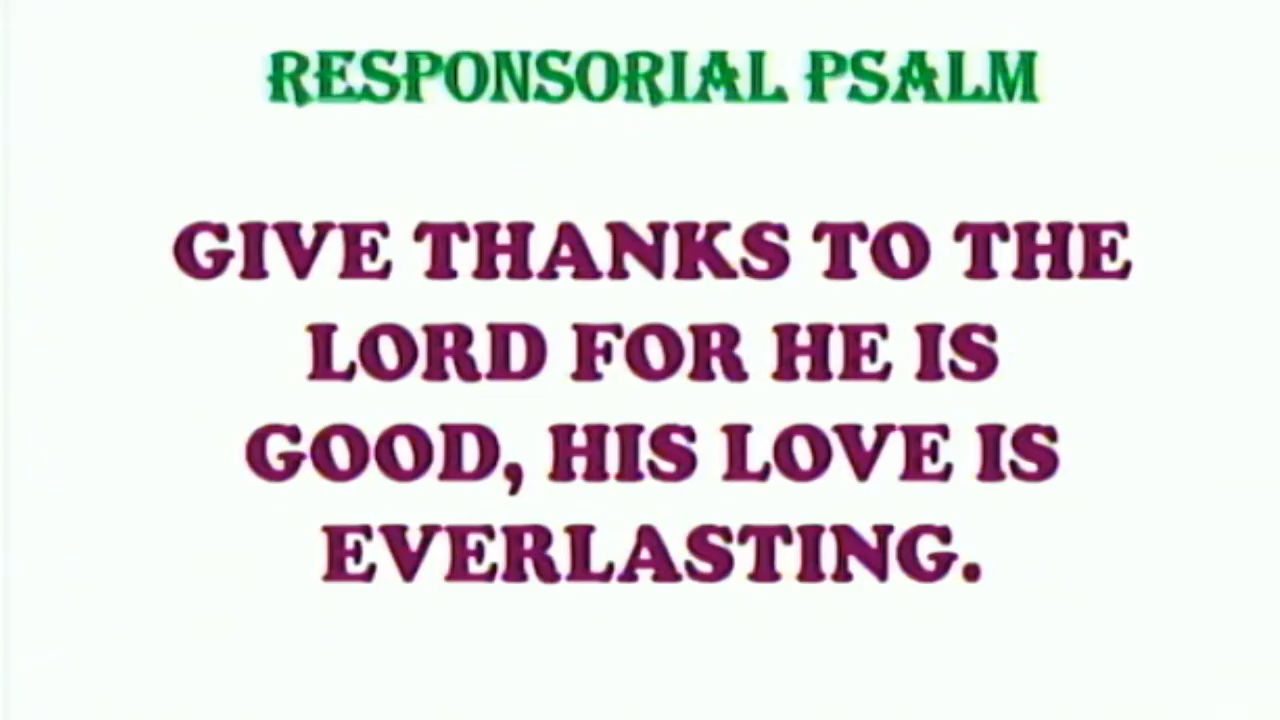 RESPONSORIAL PSALM
GIVE THANKS TO THE
LORD FOR HE IS
GOOD, HIS LOVE IS
EVERLASTING.